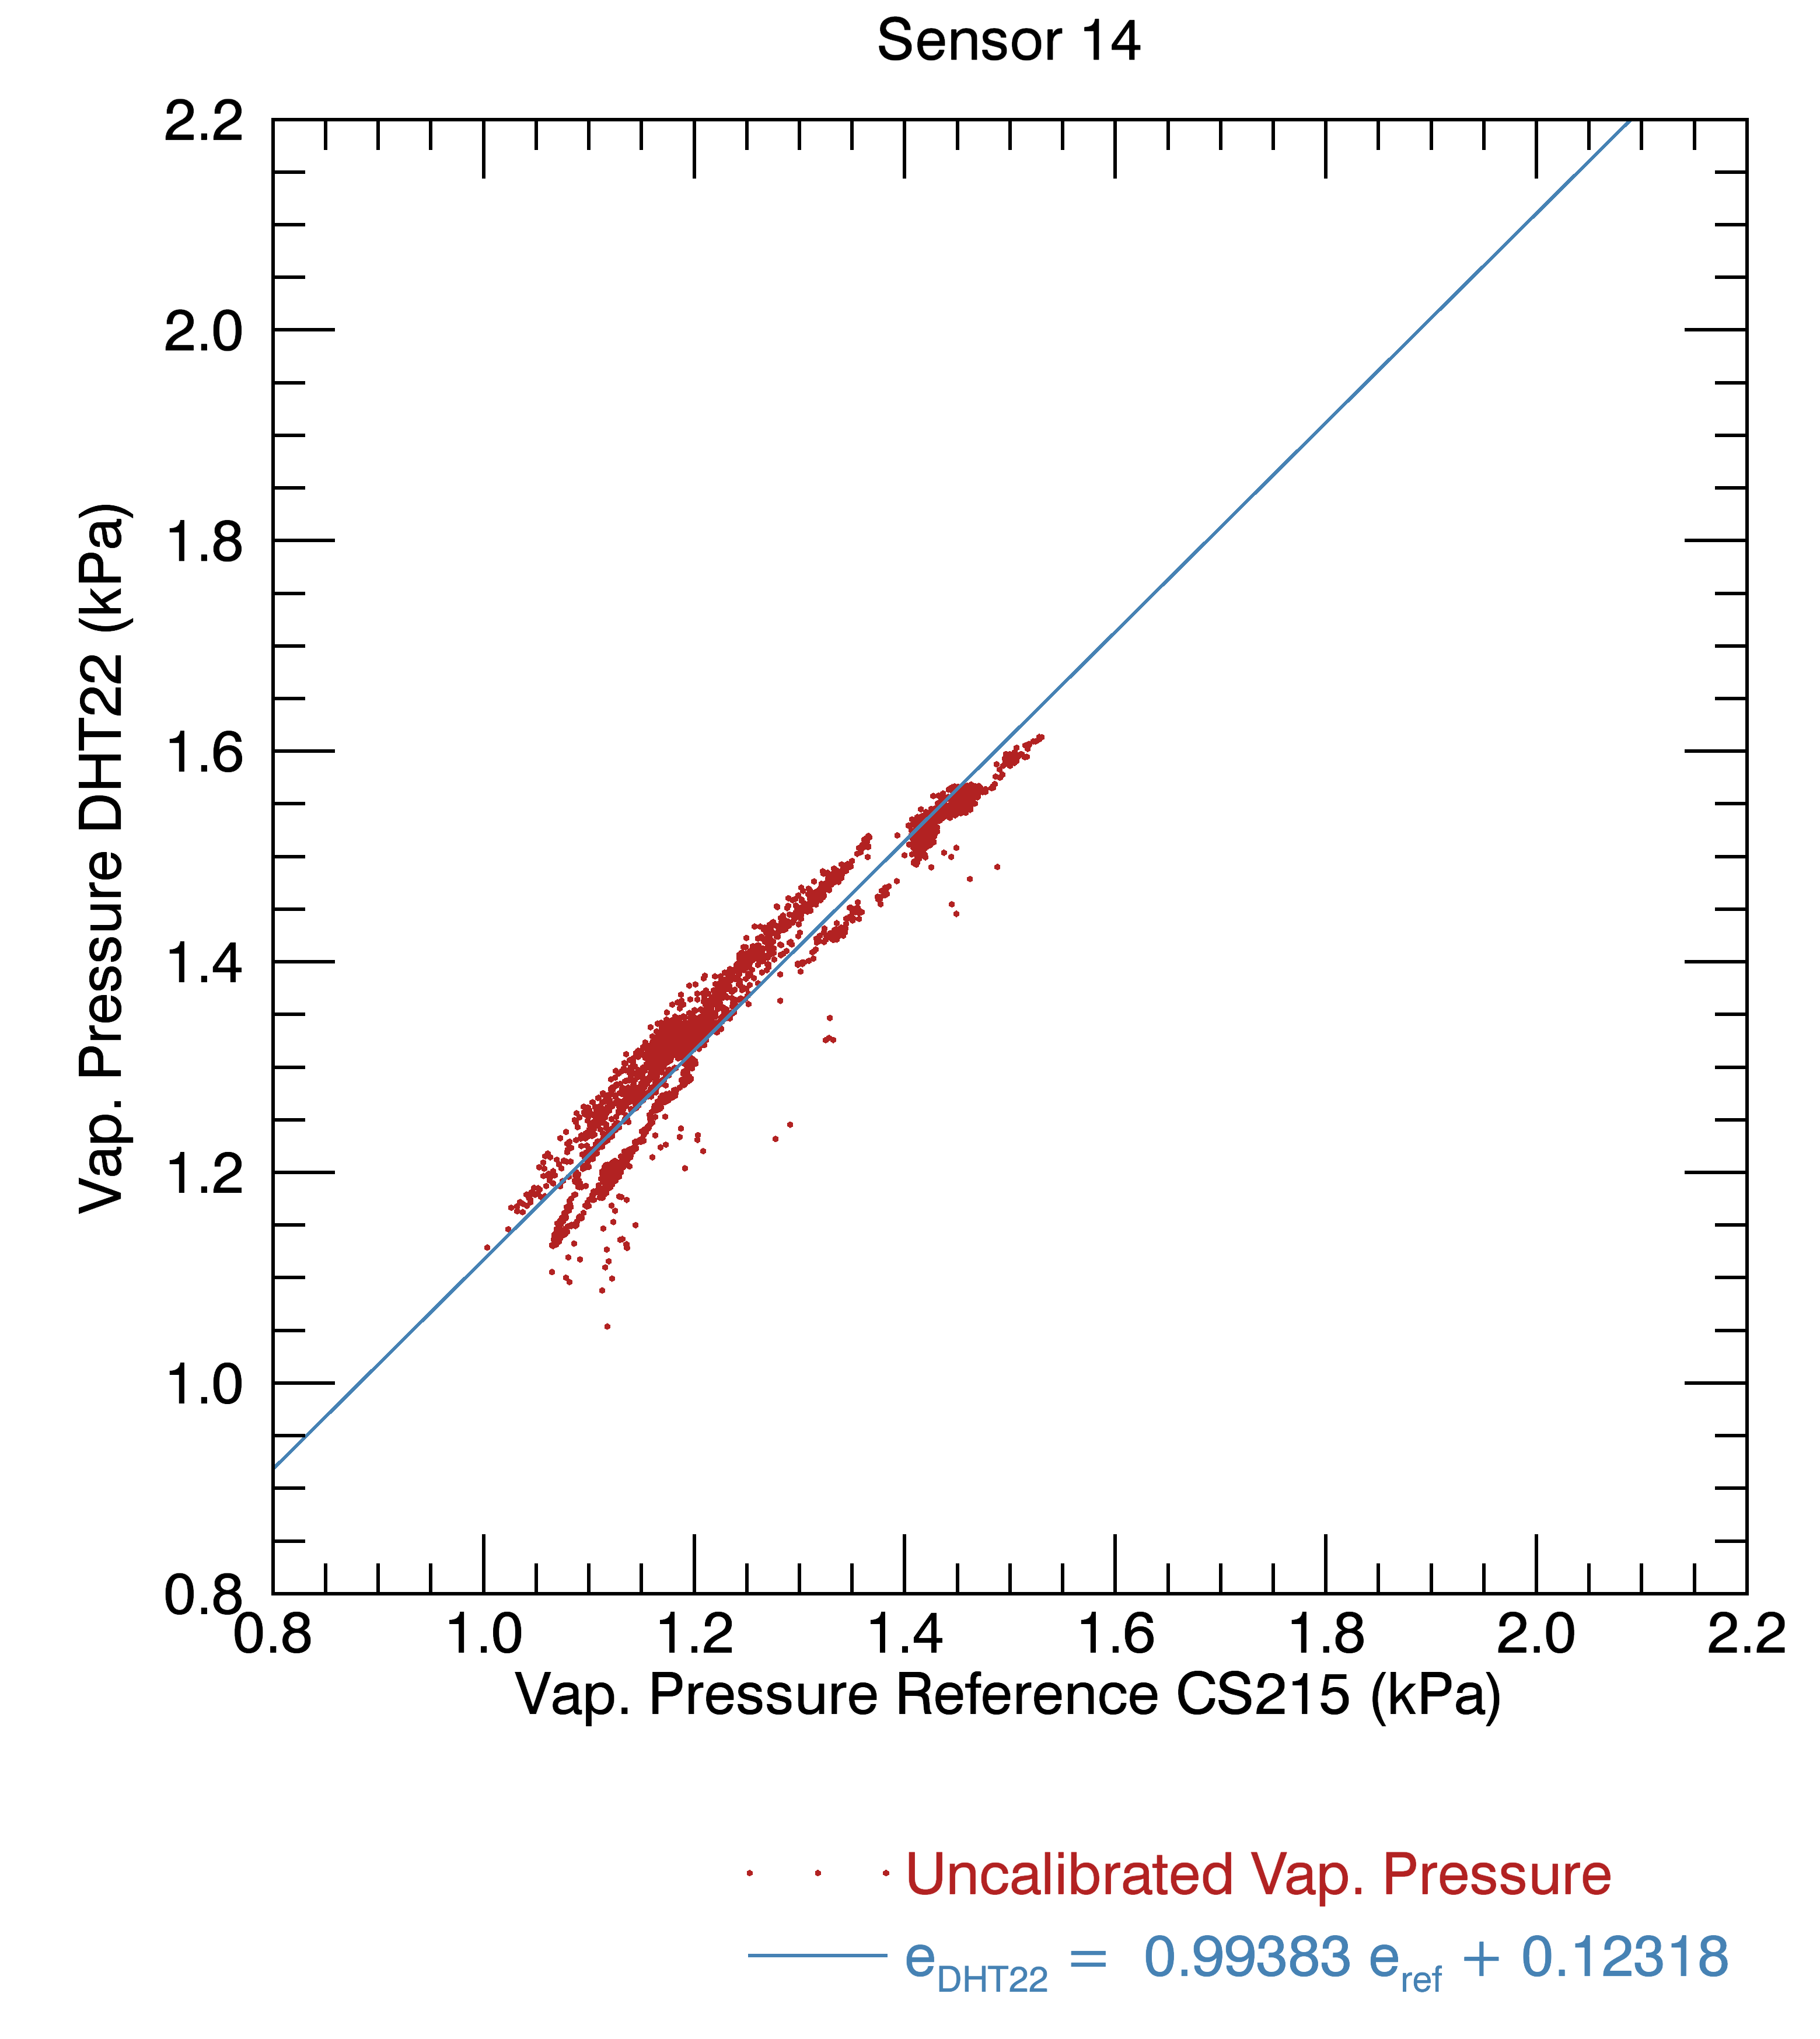 Sensor 14
2.2
2.0
1.8
1.6
1.4
1.2
1.0
0.8
Vap. Pressure DHT22 (kPa)
0.8 1.0 1.2 1.4 1.6 1.8 2.0 2.2
Vap. Pressure Reference CS215 (kPa)
Uncalibrated Vap. Pressure
eDHT22 = 0.99383 eref + 0.12318